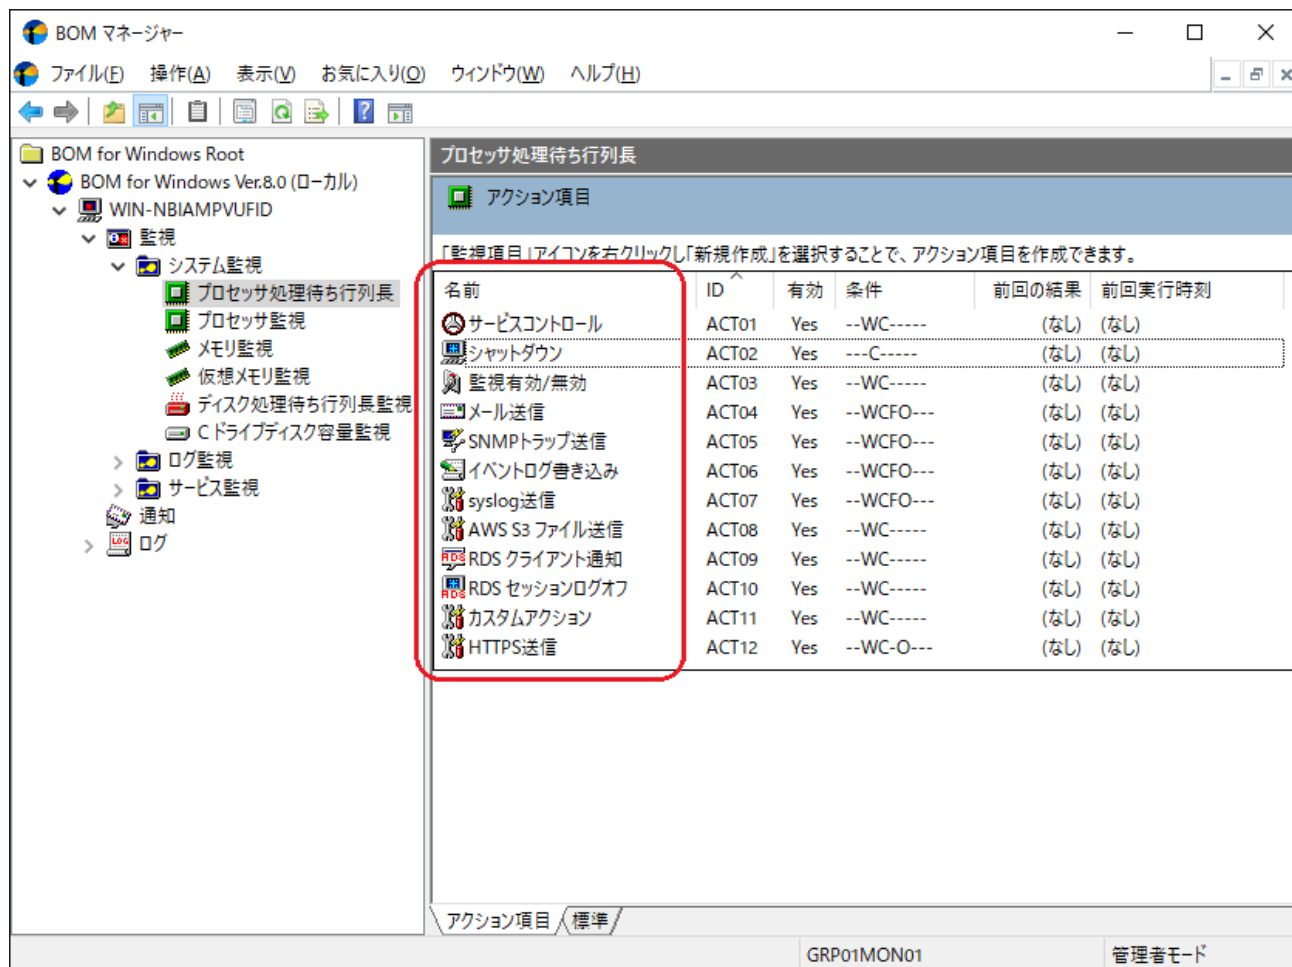 BOM マネージャー
ファイル(F) 操作(A) 表示(V) お気に入り(O) ウィンドウ(W) ヘルプ(H)
BOM for Windows Root
BOM for Windows Ver.8.0 (ローカル)
WIN-NBIAMPVUFID
監視
システム監視
プロセッサ処理待ち行列長
プロセッサ監視
メモリ監視
仮想メモリ監視
ディスク処理待ち行列長監視
C ドライブディスク容量監視
ログ監視
サービス監視
通知
ログ
プロセッサ処理待ち行列長
アクション項目
「監視項目」アイコンを右クリックし「新規作成」を選択することで、アクション項目を作成できます。
名前 ID 有効 条件 前回の結果 前回実行時刻
サービスコントロール ACT01 Yes --WC----- (なし) (なし)
シャットダウン ACT02 Yes ---C----- (なし) (なし)
監視有効/無効 ACT03 Yes --WC----- (なし) (なし)
メール送信 ACT04 Yes --WCFO--- (なし) (なし)
SNMPトラップ送信 ACT05 Yes --WCFO--- (なし) (なし)
イベントログ書き込み ACT06 Yes --WCFO--- (なし) (なし)
syslog送信 ACT07 Yes --WCFO--- (なし) (なし)
AWS S3 ファイル送信 ACT08 Yes --WC----- (なし) (なし)
RDS クライアント通知 ACT09 Yes --WC----- (なし) (なし)
RDS セッションログオフ ACT10 Yes --WC----- (なし) (なし)
カスタムアクション ACT11 Yes --WC----- (なし) (なし)
HTTPS送信 ACT12 Yes --WC-O--- (なし) (なし)
アクション項目 標準
GRP01MON01 管理者モード